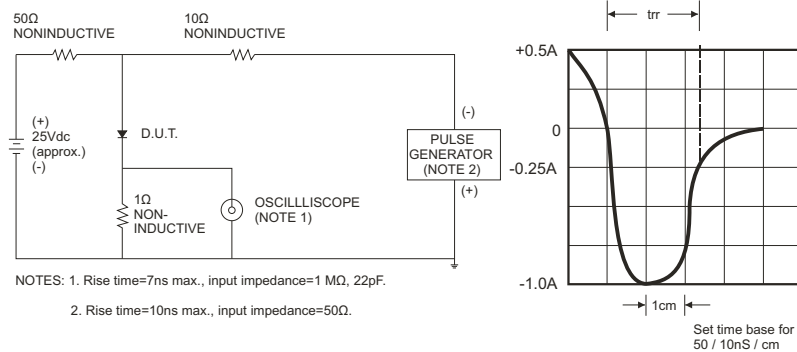 50Ω
NONINDUCTIVE
10Ω
NONINDUCTIVE
(+)
25Vdc
(approx.)
(-)
D.U.T.
1Ω
NON-
INDUCTIVE
OSCILLLISCOPE
(NOTE 1)
(-)
PULSE
GENERATOR
(NOTE 2)
(+)
NOTES: 1. Rise time=7ns max., input impedance=1 MΩ, 22pF.
2. Rise time=10ns max., input impedance=50Ω.
trr
+0.5A
0
-0.25A
-1.0A
1cm
Set time base for
50 / 10nS / cm